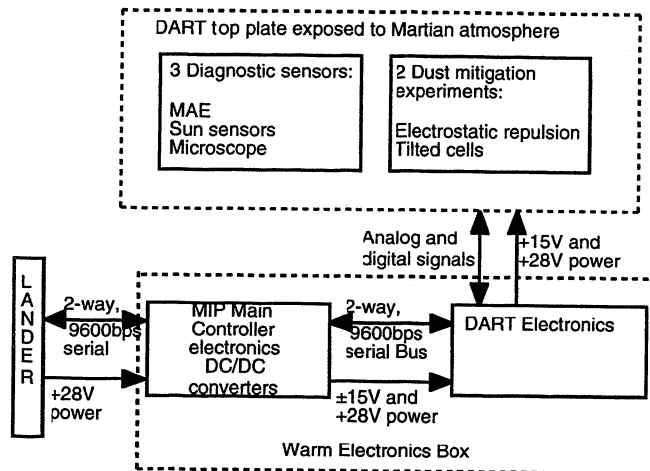 DART top plate exposed to Martian atmosphere
3 Diagnostic sensors:
MAE
Sun sensors
Microscope
2 Dust mitigation
experiments:
Electrostatic repulsion
Tilted cells
Analog and
digital signals
+15V and
+28V power
LANDER
2-way,
9600bps
serial
+28V
power
MIP Main
Controller
electronics
DC/DC
converters
2-way,
9600bps
serial Bus
±15V and
+28V power
DART Electronics
Warm Electronics Box